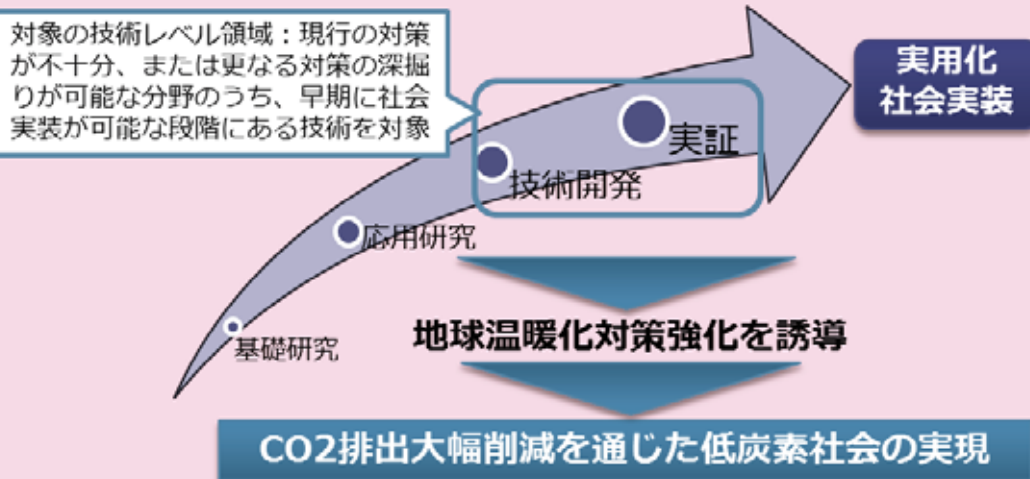 対象の技術レベル領域：現行の対策
が不十分、または更なる対策の深掘
りが可能な分野のうち、早期に社会
実装が可能な段階にある技術を対象
実用化
社会実装
実証
技術開発
応用研究
基礎研究
地球温暖化対策強化を誘導
CO2排出大幅削減を通じた低炭素社会の実現